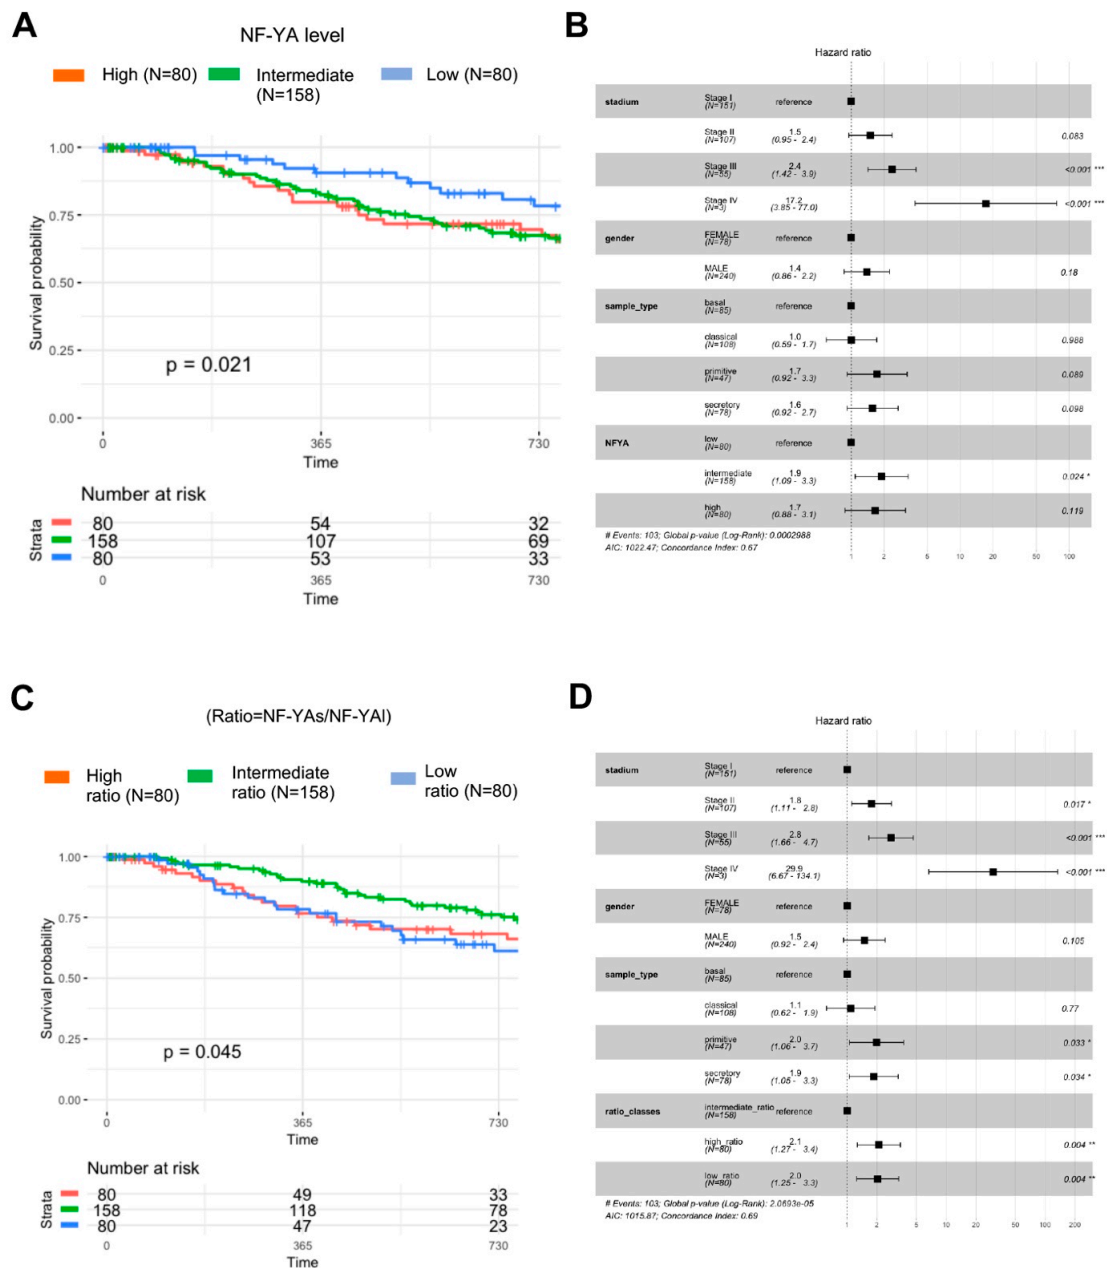 A
NF-YA level
High (N=80)
Intermediate
(N=158)
Low (N=80)
Survival probability
1.00
0.75
0.50
0.25
0.00
p = 0.021
0
365
730
Time
Number at risk
Strata
80 54 32
158 107 69
80 53 33
0 365 730
Time
B
Hazard ratio
stadium Stage I reference
(N=151)
Stage II 1.5 0.083
(N=107) (0.95 - 2.4)
Stage III 2.4 <0.001 ***
(N=55) (1.42 - 3.9)
Stage IV 17.2 <0.001 ***
(N=3) (3.85 - 77.0)
gender FEMALE reference
(N=78)
MALE 1.4 0.18
(N=240) (0.86 - 2.2)
sample_type basal reference
(N=85)
classical 1.0 0.988
(N=108) (0.59 - 1.7)
primitive 1.7 0.089
(N=47) (0.92 - 3.3)
secretory 1.6 0.098
(N=78) (0.92 - 2.7)
NFYA low reference
(N=80)
intermediate 1.9 0.024 *
(N=158) (1.09 - 3.3)
high 1.7 0.119
(N=80) (0.88 - 3.1)
# Events: 103; Global p-value (Log-Rank): 0.0002988
AIC: 1022.47; Concordance Index: 0.67
1 2 5 10 20 50 100
C
(Ratio=NF-YAs/NF-YAl)
High
ratio (N=80)
Intermediate
ratio (N=158)
Low
ratio (N=80)
Survival probability
1.00
0.75
0.50
0.25
0.00
p = 0.045
0
365
730
Time
Number at risk
Strata
80 49 33
158 118 78
80 47 23
0 365 730
Time
D
Hazard ratio
stadium Stage I reference
(N=151)
Stage II 1.8 0.017 *
(N=107) (1.11 - 2.8)
Stage III 2.8 <0.001 ***
(N=55) (1.66 - 4.7)
Stage IV 29.9 <0.001 ***
(N=3) (6.67 - 134.1)
gender FEMALE reference
(N=78)
MALE 1.5 0.105
(N=240) (0.92 - 2.4)
sample_type basal reference
(N=85)
classical 1.1 0.77
(N=108) (0.62 - 1.9)
primitive 2.0 0.033 *
(N=47) (1.06 - 3.7)
secretory 1.9 0.034 *
(N=78) (1.05 - 3.3)
ratio_classes intermediate_ratio reference
(N=158)
high_ratio 2.1 0.004 **
(N=80) (1.27 - 3.4)
low_ratio 2.0 0.004 **
(N=80) (1.25 - 3.3)
# Events: 103; Global p-value (Log-Rank): 2.0693e-05
AIC: 1015.87; Concordance Index: 0.69
1 2 5 10 20 50 100 200